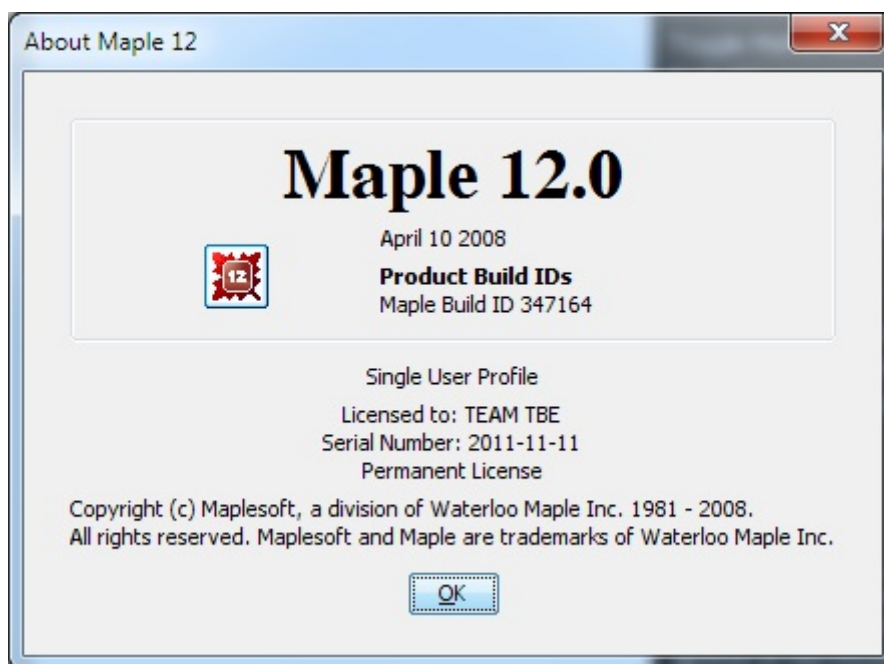 About Maple 12
Maple 12.0
April 10 2008
12
Product Build IDs
Maple Build ID 347164
Single User Profile
Licensed to: TEAM TBE
Serial Number: 2011-11-11
Permanent License
Copyright (c) Maplesoft, a division of Waterloo Maple Inc. 1981 - 2008.
All rights reserved. Maplesoft and Maple are trademarks of Waterloo Maple Inc.
OK